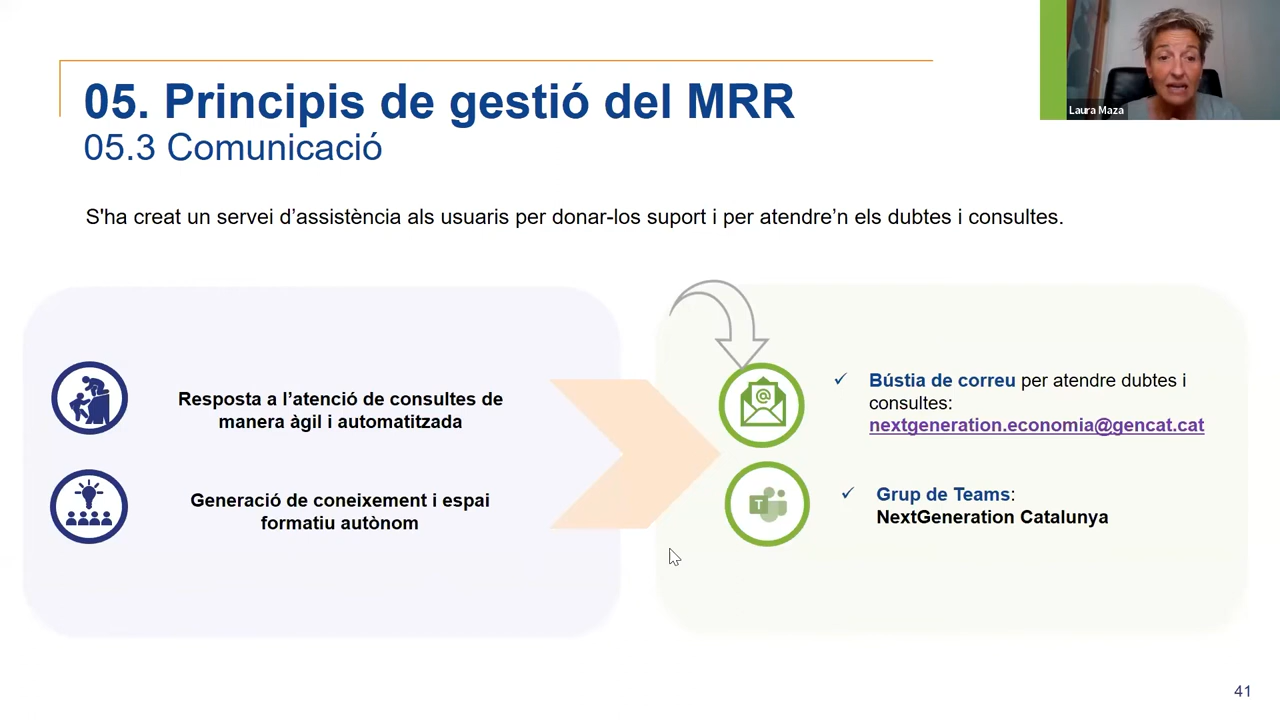 Laura Maza
05. Principis de gestió del MRR
05.3 Comunicació
S'ha creat un servei d’assistència als usuaris per donar-los suport i per atendre’n els dubtes i consultes.
Resposta a l’atenció de consultes de
manera àgil i automatitzada
Generació de coneixement i espai
formatiu autònom
@
✓ Bústia de correu per atendre dubtes i
consultes:
nextgeneration.economia@gencat.cat
T
✓ Grup de Teams:
NextGeneration Catalunya
41